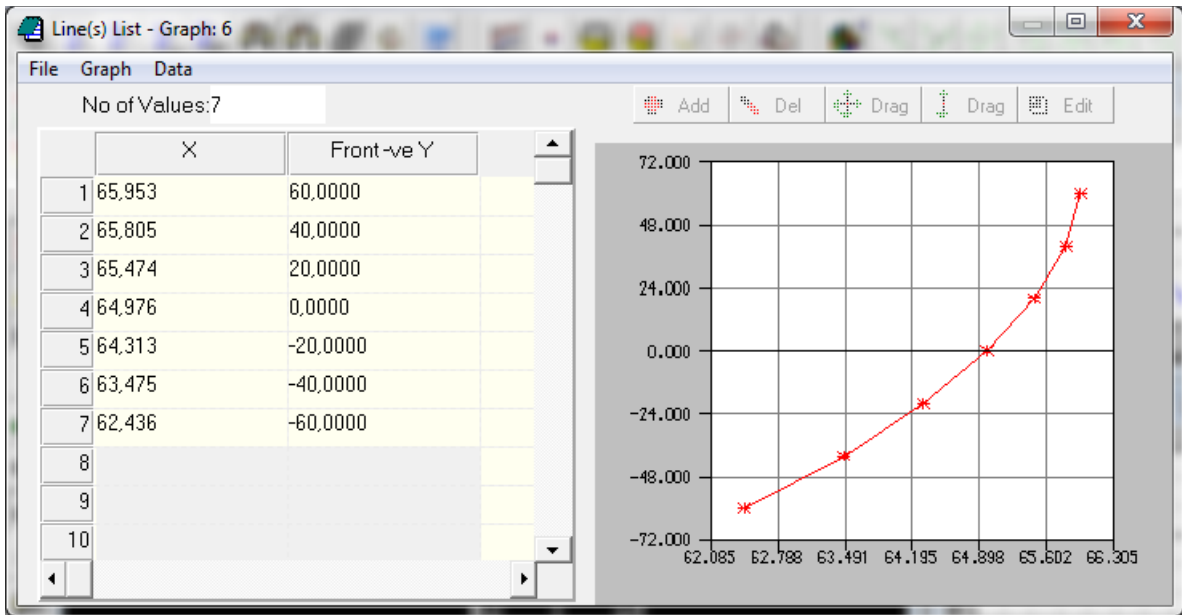 Line(s) List - Graph: 6
File Graph Data
No of Values:7
Add Del Drag Drag Edit
X Front-ve Y
1 65,953 60,0000
2 65,805 40,0000
3 65,474 20,0000
4 64,976 0,0000
5 64,313 -20,0000
6 63,475 -40,0000
7 62,436 -60,0000
8
9
10
72.000
48.000
24.000
0.000
-24.000
-48.000
-72.000
62.085 62.788 63.491 64.195 64.898 65.602 66.305